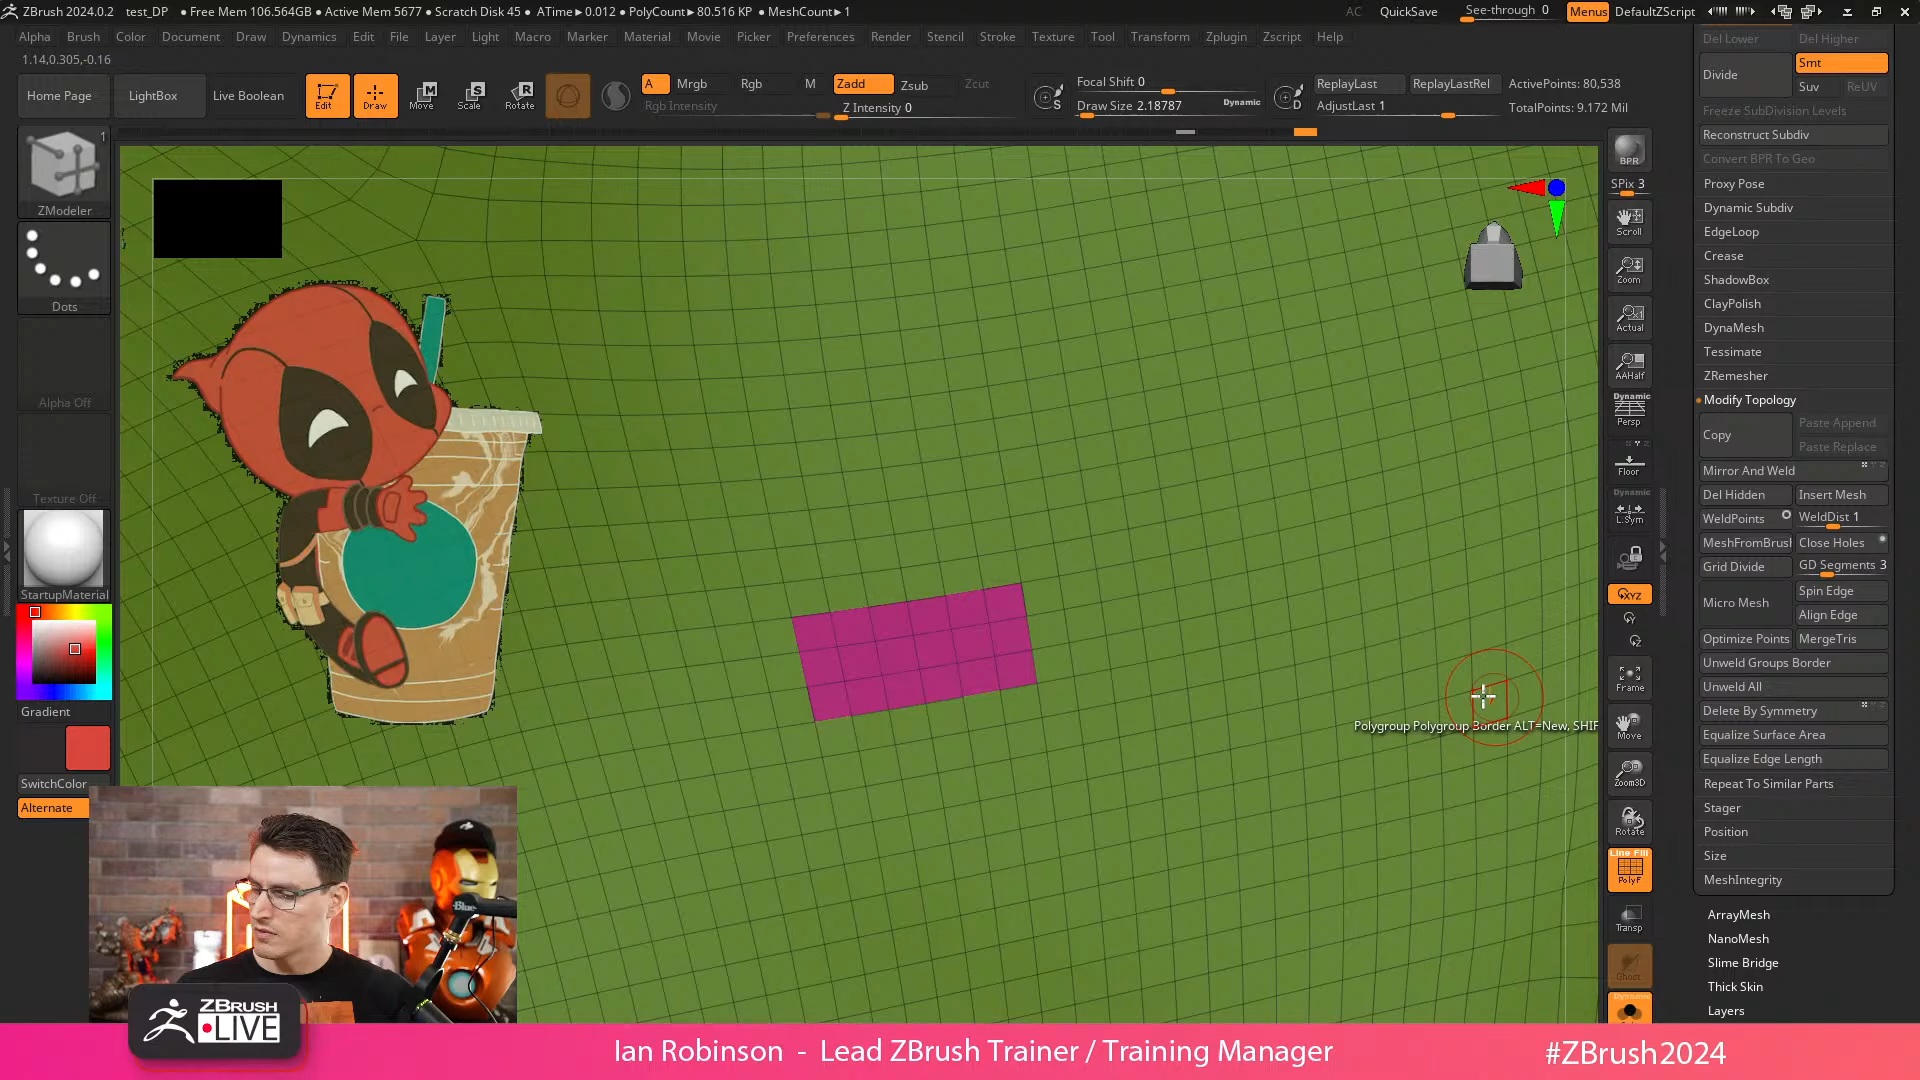 ZBrush 2024.0.2 test_DP ● Free Mem 106.564GB ● Active Mem 5677 ● Scratch Disk 45 ● ATime►0.012 ● PolyCount► 80.516 KP ● MeshCount►1 AC QuickSave See-through 0 Menus DefaultZScript
Alpha Brush Color Document Draw Dynamics Edit File Layer Light Macro Marker Material Movie Picker Preferences Render Stencil Stroke Texture Tool Transform Zplugin Zscript Help
1.14,0.305,-0.16
Home Page LightBox Live Boolean Edit Draw Move Scale Rotate
A Mrgb Rgb M Zadd Zsub Zcut
Rgb Intensity Z Intensity 0
Focal Shift 0
Draw Size 2.18787 Dynamic
ReplayLast ReplayLastRel ActivePoints: 80,538
AdjustLast 1 TotalPoints: 9.172 Mil
S
D
1
ZModeler
Dots
Alpha Off
Texture Off
StartupMaterial
Gradient
SwitchColor
Alternate
Polygroup Polygroup Border ALT=New, SHIF
BPR
SPix 3
Scroll
Zoom
Actual
AAHalf
Dynamic
Persp
Floor
Dynamic
L.Sym
XYZ
Frame
Move
Zoom3D
Rotate
Line Fill
PolyF
Transp
Ghost
Dynamic
Del Lower Del Higher
Divide Smt
Suv ReUV
Freeze SubDivision Levels
Reconstruct Subdiv
Convert BPR To Geo
Proxy Pose
Dynamic Subdiv
EdgeLoop
Crease
ShadowBox
ClayPolish
DynaMesh
Tessimate
ZRemesher
Modify Topology
Copy Paste Append
Paste Replace
Mirror And Weld
Del Hidden Insert Mesh
WeldPoints WeldDist 1
MeshFromBrush Close Holes
Grid Divide GD Segments 3
Micro Mesh Spin Edge
Align Edge
Optimize Points MergeTris
Unweld Groups Border
Unweld All
Delete By Symmetry
Equalize Surface Area
Equalize Edge Length
Repeat To Similar Parts
Stager
Position
Size
MeshIntegrity
ArrayMesh
NanoMesh
Slime Bridge
Thick Skin
Layers
Blue
ZBRUSH
LIVE
Ian Robinson - Lead ZBrush Trainer / Training Manager
#ZBrush2024